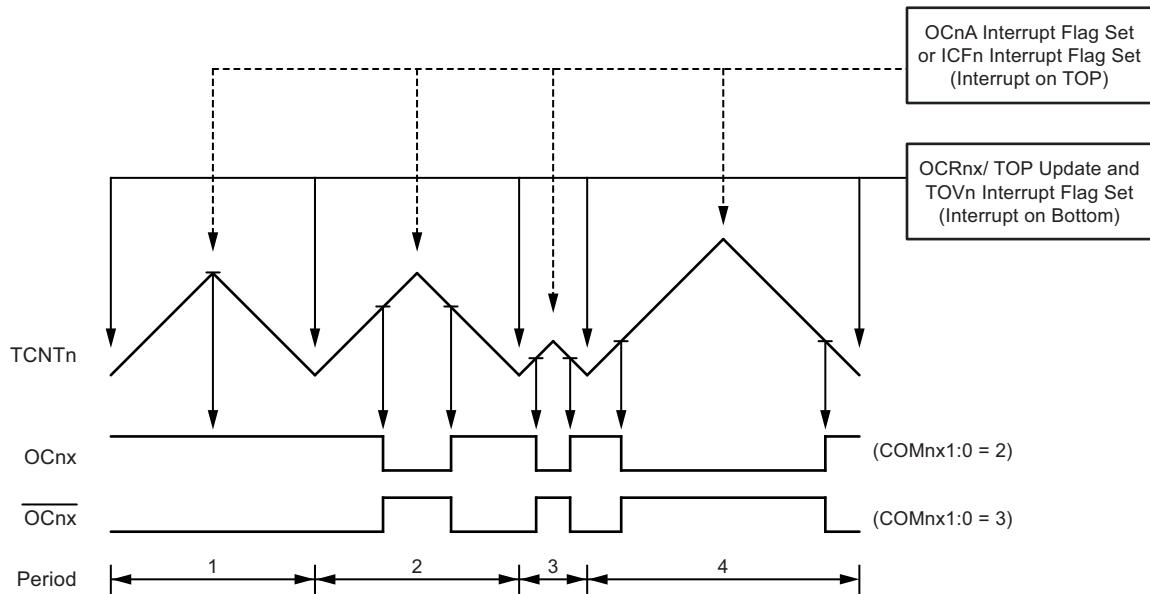 OCnA Interrupt Flag Set
or ICFn Interrupt Flag Set
(Interrupt on TOP)
OCRnx/ TOP Update and
TOVn Interrupt Flag Set
(Interrupt on Bottom)
TCNTn
OCnx
(COMnx1:0 = 2)
OCnx
(COMnx1:0 = 3)
Period
1
2
3
4